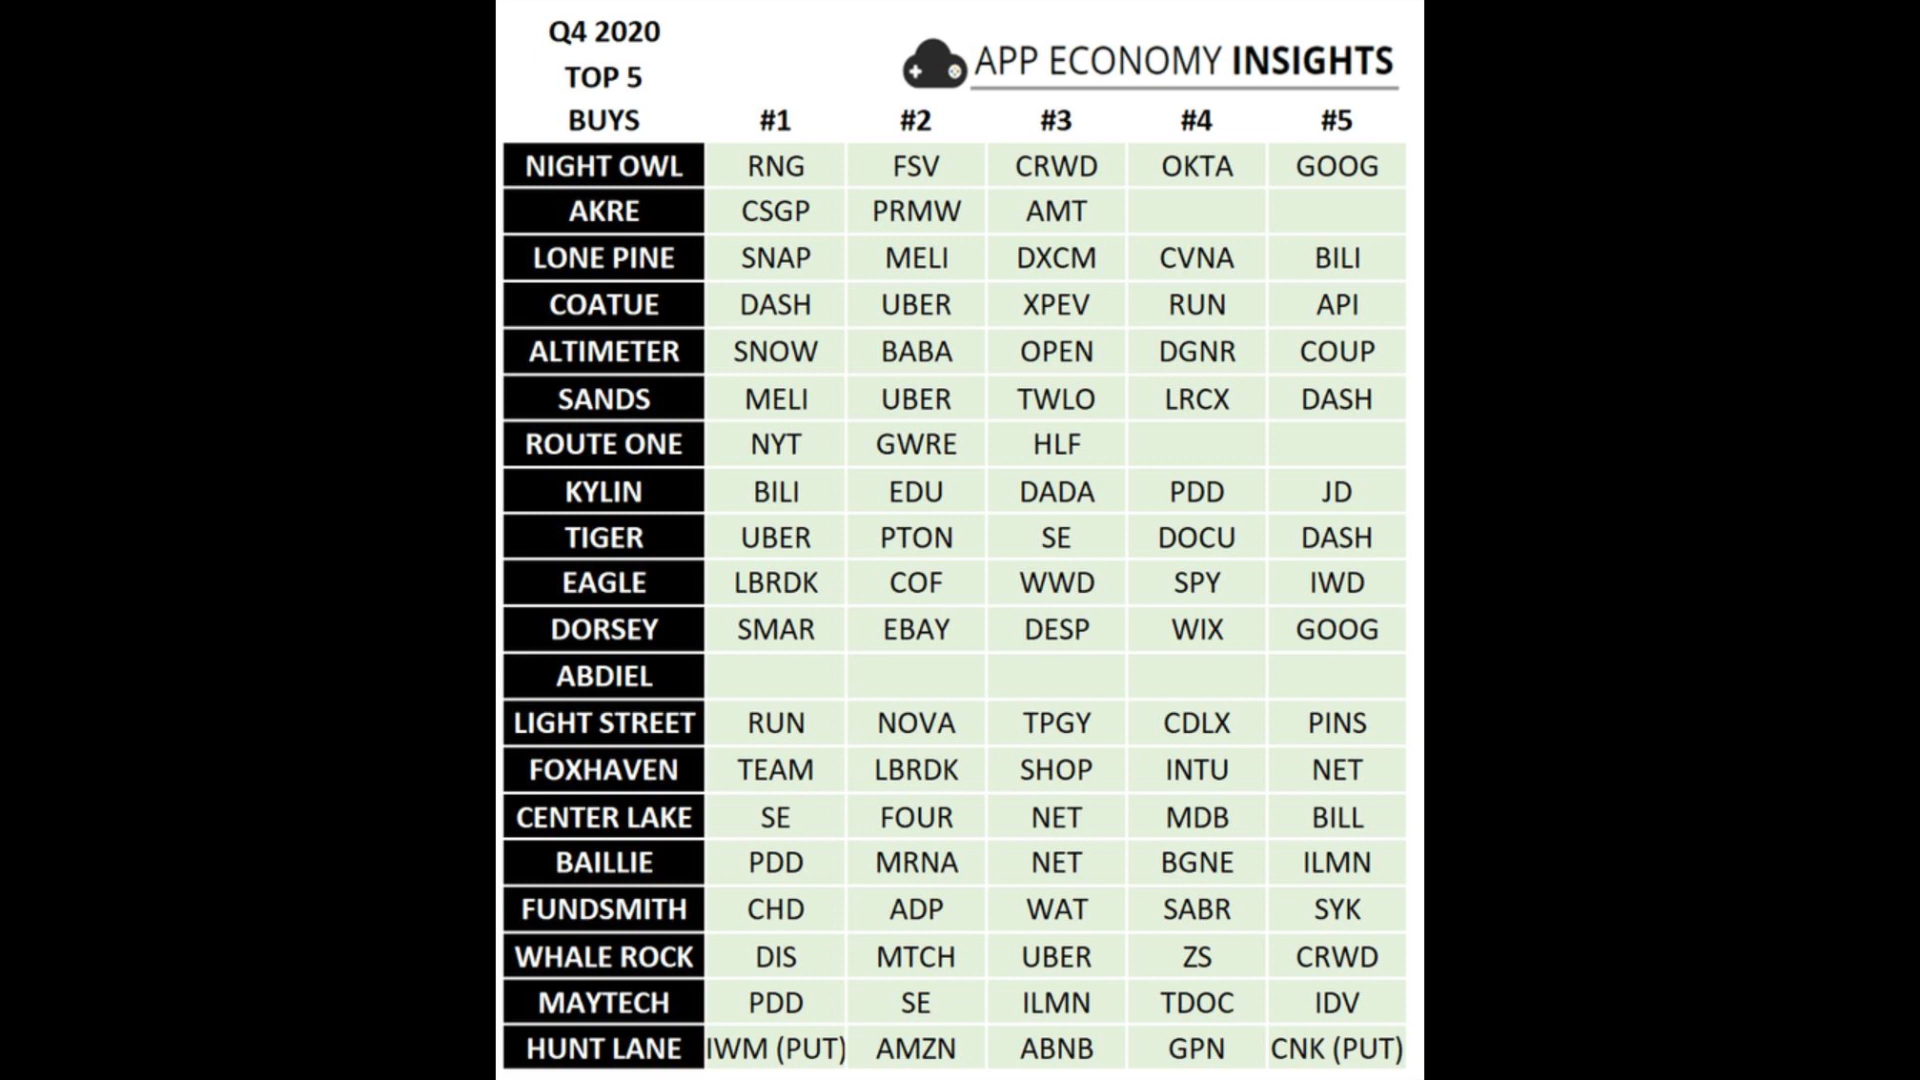 Q4 2020
TOP 5
APP ECONOMY INSIGHTS
BUYS #1 #2 #3 #4 #5
NIGHT OWL RNG FSV CRWD OKTA GOOG
AKRE CSGP PRMW AMT
LONE PINE SNAP MELI DXCM CVNA BILI
COATUE DASH UBER XPEV RUN API
ALTIMETER SNOW BABA OPEN DGNR COUP
SANDS MELI UBER TWLO LRCX DASH
ROUTE ONE NYT GWRE HLF
KYLIN BILI EDU DADA PDD JD
TIGER UBER PTON SE DOCU DASH
EAGLE LBRDK COF WWD SPY IWD
DORSEY SMAR EBAY DESP WIX GOOG
ABDIEL
LIGHT STREET RUN NOVA TPGY CDLX PINS
FOXHAVEN TEAM LBRDK SHOP INTU NET
CENTER LAKE SE FOUR NET MDB BILL
BAILLIE PDD MRNA NET BGNE ILMN
FUNDSMITH CHD ADP WAT SABR SYK
WHALE ROCK DIS MTCH UBER ZS CRWD
MAYTECH PDD SE ILMN TDOC IDV
HUNT LANE IWM (PUT) AMZN ABNB GPN CNK (PUT)